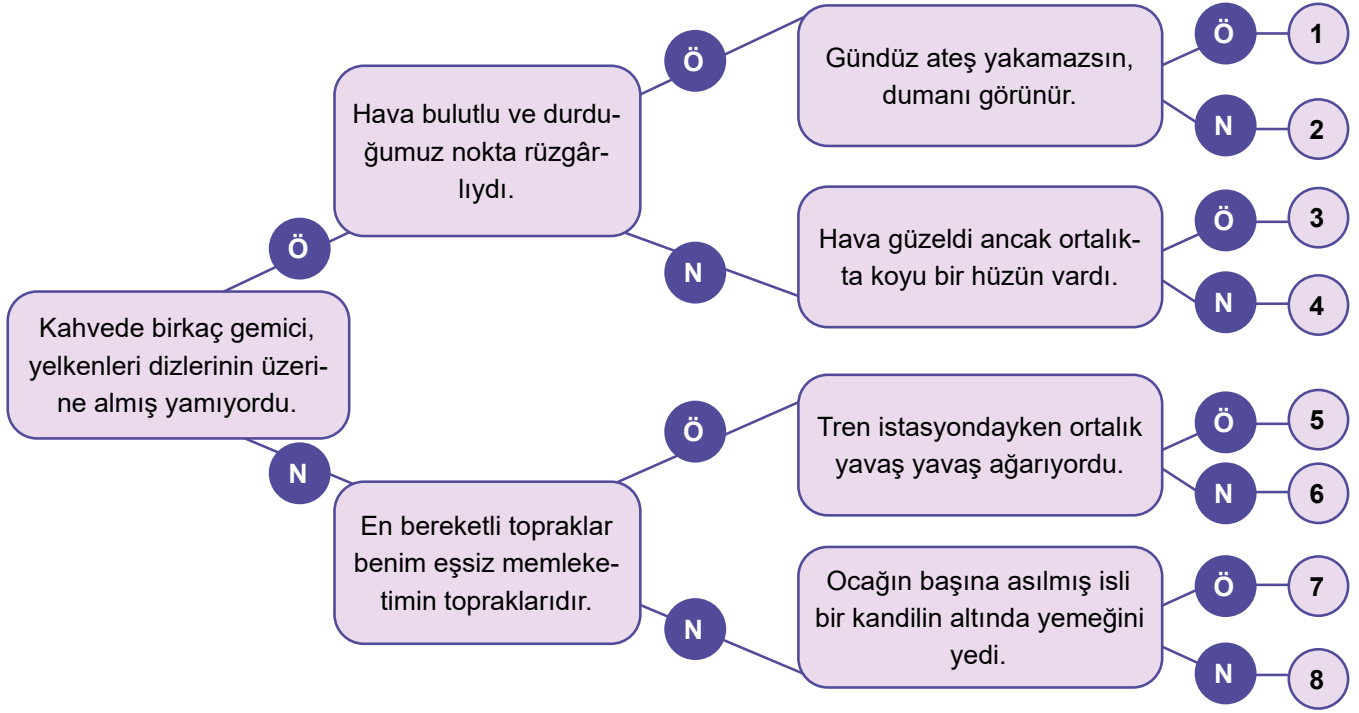 Kahvede birkaç gemici,
yelkenleri dizlerinin üzeri-
ne almış yamıyordu.
Ö
N
Hava bulutlu ve durdu-
ğumuz nokta rüzgâr-
lıydı.
Ö
N
En bereketli topraklar
benim eşsiz memleke-
timin topraklarıdır.
Ö
N
Gündüz ateş yakamazsın,
dumanı görünür.
Ö
1
N
2
Hava güzeldi ancak ortalık-
ta koyu bir hüzün vardı.
Ö
3
N
4
Tren istasyondayken ortalık
yavaş yavaş ağarıyordu.
Ö
5
N
6
Ocağın başına asılmış isli
bir kandilin altında yemeğini
yedi.
Ö
7
N
8